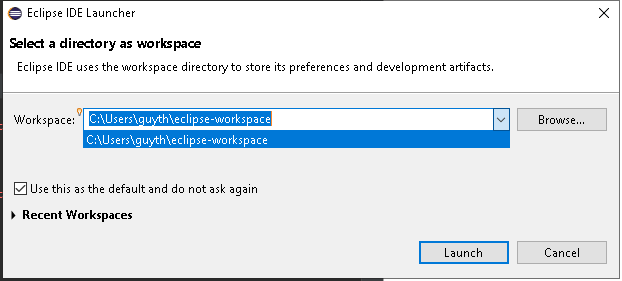 Eclipse IDE Launcher
Select a directory as workspace
Eclipse IDE uses the workspace directory to store its preferences and development artifacts.
Workspace: C:\Users\guyth\eclipse-workspace Browse...
C:\Users\guyth\eclipse-workspace
Use this as the default and do not ask again
Recent Workspaces
Launch Cancel